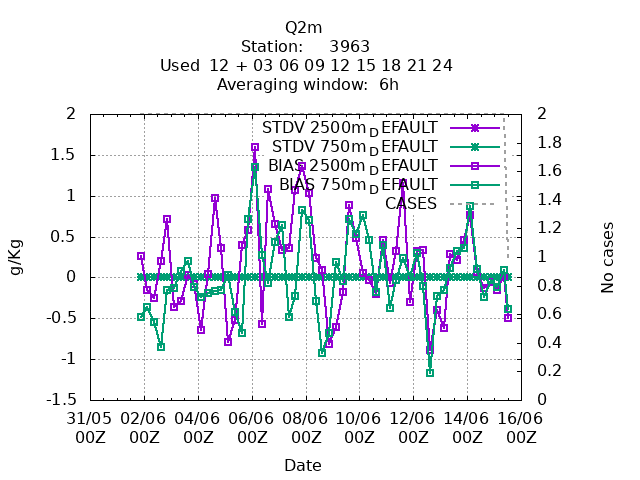 Q2m
Station: 3963
Used 12 + 03 06 09 12 15 18 21 24
Averaging window: 6h
STDV 2500m_DEFAULT
STDV 750m_DEFAULT
BIAS 2500m_DEFAULT
BIAS 750m_DEFAULT
CASES
g/Kg
2
1.5
1
0.5
0
-0.5
-1
-1.5
No cases
2
1.8
1.6
1.4
1.2
1
0.8
0.6
0.4
0.2
0
31/05 02/06 04/06 06/06 08/06 10/06 12/06 14/06 16/06
00Z 00Z 00Z 00Z 00Z 00Z 00Z 00Z 00Z
Date